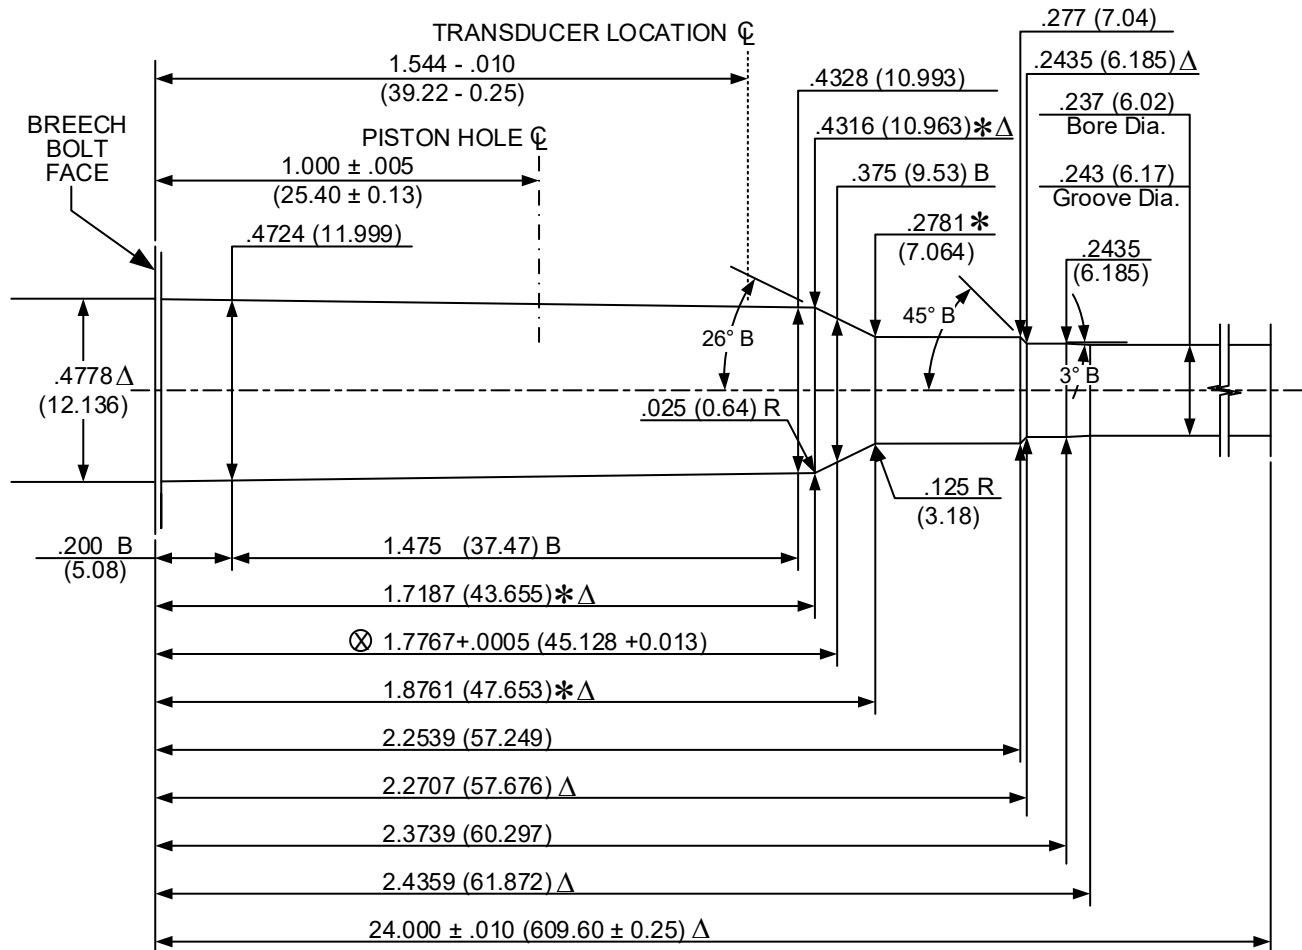 TRANSDUCER LOCATION ℄
1.544 - .010
(39.22 - 0.25)
BREECH
BOLT
FACE
PISTON HOLE ℄
1.000 ± .005
(25.40 ± 0.13)
.4724 (11.999)
.277 (7.04)
.2435 (6.185) Δ
.4328 (10.993)
.4316 (10.963)✻Δ
.237 (6.02)
Bore Dia.
.375 (9.53) B
.243 (6.17)
Groove Dia.
.2781✻
(7.064)
.2435
(6.185)
26° B
45° B
3° B
.4778 Δ
(12.136)
.025 (0.64) R
.125 R
(3.18)
.200 B
(5.08)
1.475 (37.47) B
1.7187 (43.655)✻Δ
⊗ 1.7767+.0005 (45.128 +0.013)
1.8761 (47.653)✻Δ
2.2539 (57.249)
2.2707 (57.676) Δ
2.3739 (60.297)
2.4359 (61.872) Δ
24.000 ± .010 (609.60 ± 0.25) Δ